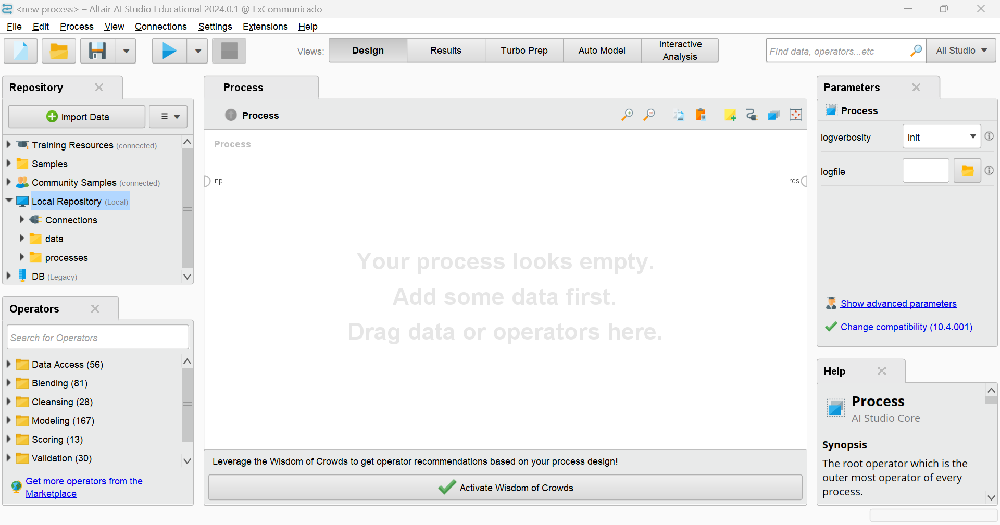 <new process> – Altair AI Studio Educational 2024.0.1 @ ExCommunicado
File Edit Process View Connections Settings Extensions Help
Views: Design Results Turbo Prep Auto Model Interactive Analysis
Find data, operators...etc
All Studio
Repository
Import Data
Training Resources (connected)
Samples
Community Samples (connected)
Local Repository (Local)
Connections
data
processes
DB (Legacy)
Operators
Search for Operators
Data Access (56)
Blending (81)
Cleansing (28)
Modeling (167)
Scoring (13)
Validation (30)
Get more operators from the
Marketplace
Process
Process
Process
inp
res
Your process looks empty.
Add some data first.
Drag data or operators here.
Leverage the Wisdom of Crowds to get operator recommendations based on your process design!
Activate Wisdom of Crowds
Parameters
Process
logverbosity init
logfile
Show advanced parameters
Change compatibility (10.4.001)
Help
Process
AI Studio Core
Synopsis
The root operator which is the
outer most operator of every
process.